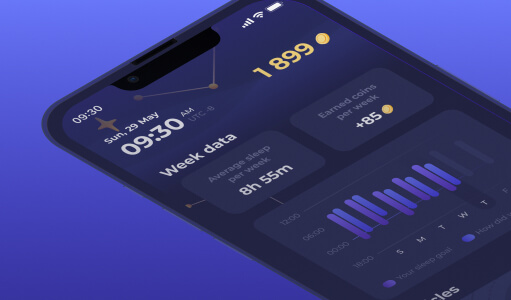 09:30
1 899
Sun, 29 May
09:30 AM
UTC -8
Week data
Average sleep
per week
8h 55m
Earned coins
per week
+85
12:00
06:00
00:00
18:00
S M T W T F
Your sleep goal
How did